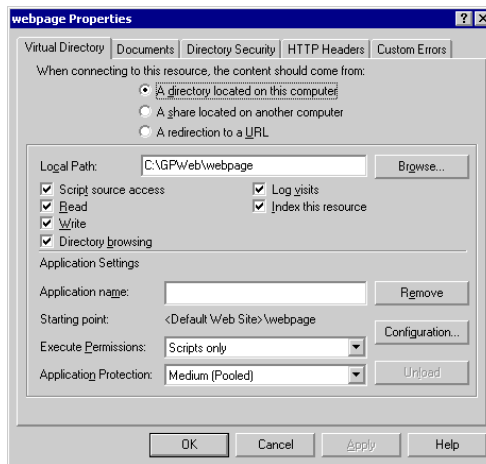 webpage Properties
Virtual Directory Documents Directory Security HTTP Headers Custom Errors
When connecting to this resource, the content should come from:
A directory located on this computer
A share located on another computer
A redirection to a URL
Local Path: C:\GPWeb\webpage Browse...
Script source access Log visits
Read Index this resource
Write
Directory browsing
Application Settings
Application name: Remove
Starting point: <Default Web Site>\webpage
Configuration...
Execute Permissions: Scripts only
Application Protection: Medium (Pooled) Unload
OK Cancel Apply Help